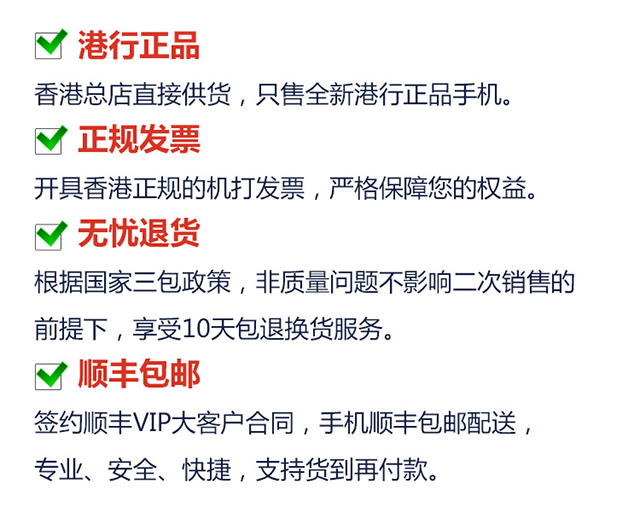 港行正品
香港总店直接供货，只售全新港行正品手机。
正规发票
开具香港正规的机打发票，严格保障您的权益。
无忧退货
根据国家三包政策，非质量问题不影响二次销售的
前提下，享受10天包退换货服务。
顺丰包邮
签约顺丰VIP大客户合同，手机顺丰包邮配送，
专业、安全、快捷，支持货到再付款。